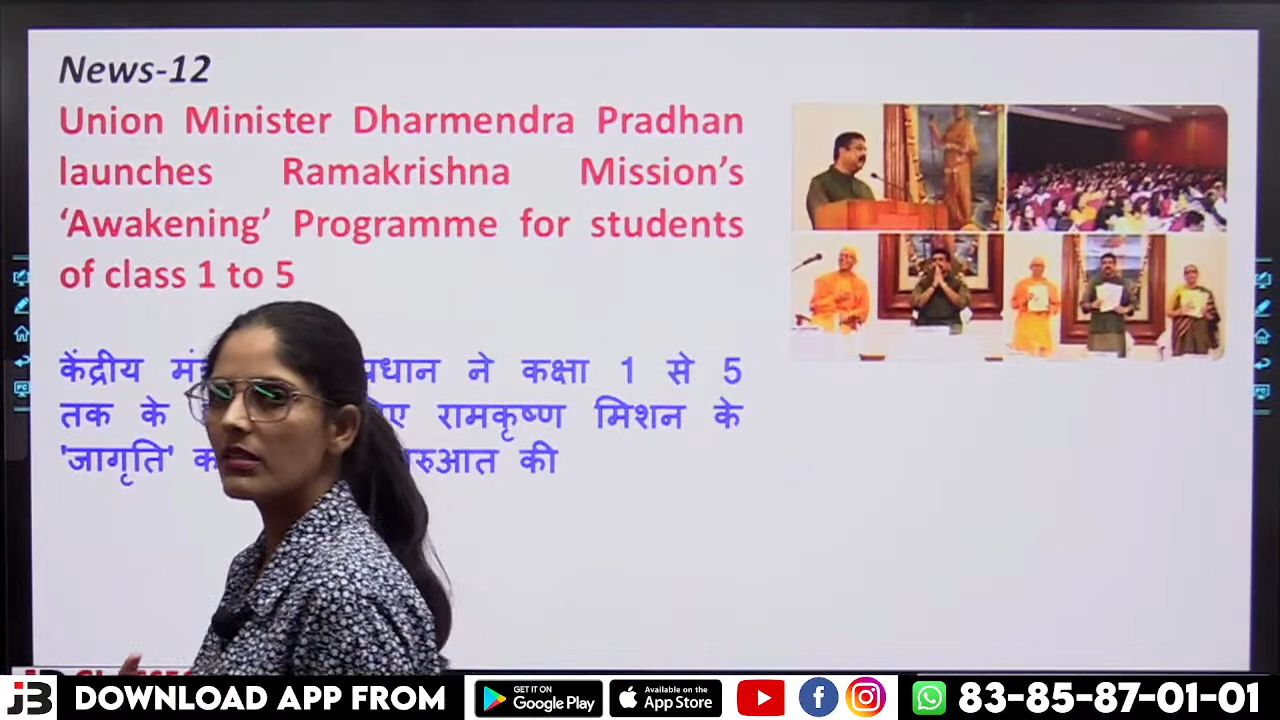 News-12
Union Minister Dharmendra Pradhan
launches Ramakrishna Mission's
'Awakening' Programme for students
of class 1 to 5
केंद्रीय प्रधान ने कक्षा 1 से 5
तक के रामकृष्ण मिशन के
'जागृति' की
JB DOWNLOAD APP FROM GET IT ON Google Play Available on the App Store 83-85-87-01-01